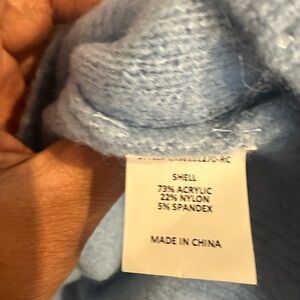 SHELL
73% ACRYLIC
22% NYLON
5% SPANDEX
MADE IN CHINA